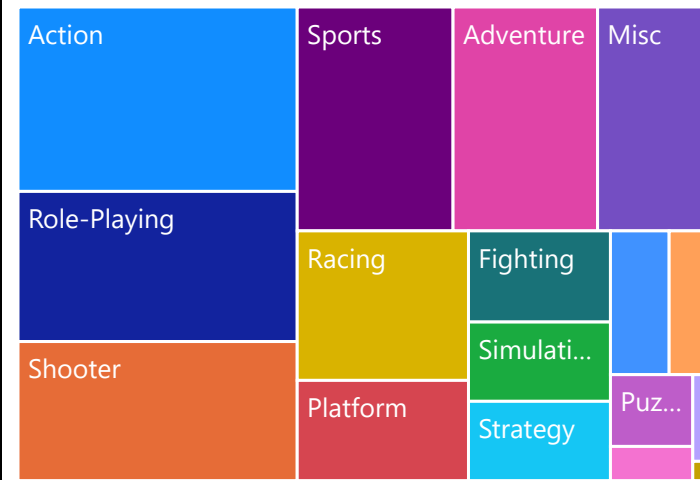 Action
Sports
Adventure
Misc
Role-Playing
Racing
Fighting
Simulati...
Shooter
Platform
Strategy
Puz...